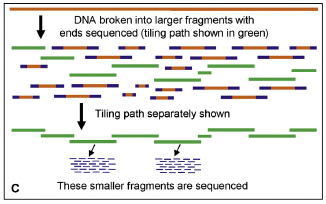 DNA broken into larger fragments with
ends sequenced (tiling path shown in green)
Tiling path separately shown
C
These smaller fragments are sequenced